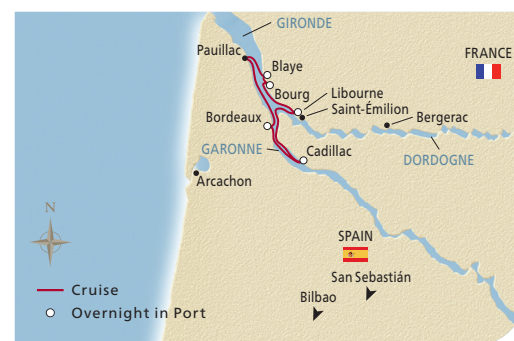 GIRONDE
Pauillac
FRANCE
Blaye
Bourg
Libourne
Saint-Émilion
Bordeaux
Bergerac
GARONNE
Cadillac
DORDOGNE
Arcachon
N
SPAIN
San Sebastián
Bilbao
Cruise
Overnight in Port